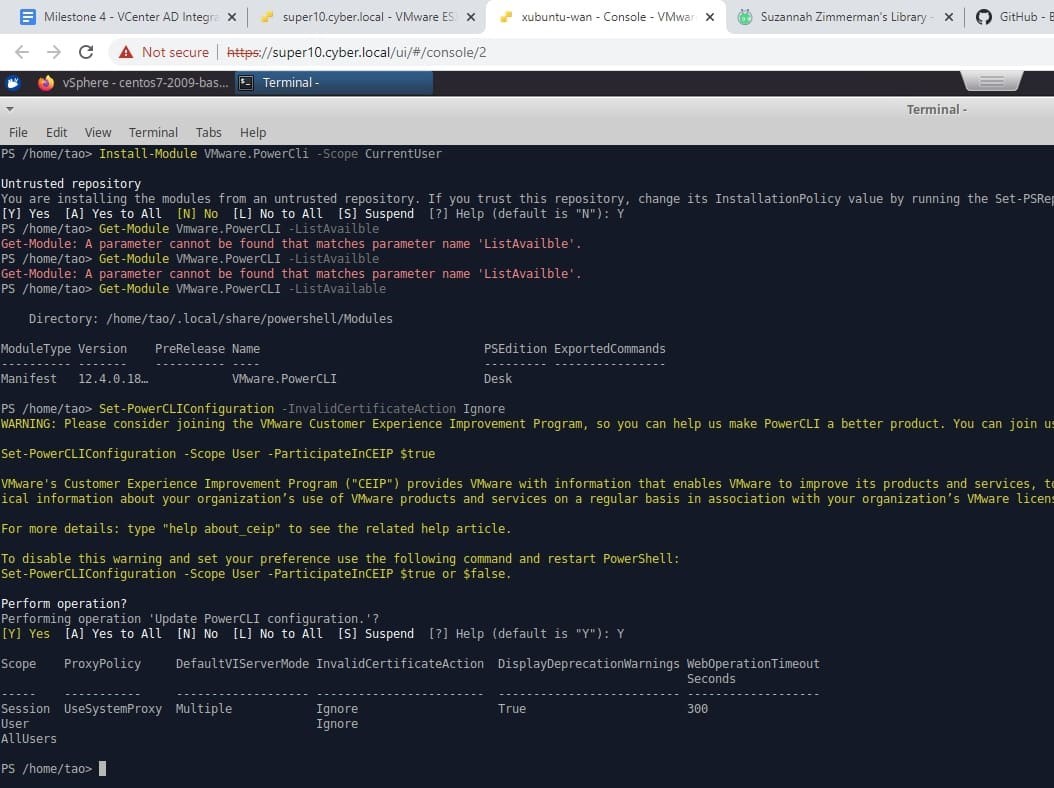 Milestone 4 - VCenter AD Integra
super10.cyber.local - VMware ES
xubuntu-wan - Console - VMwar
Suzannah Zimmerman's Library -
GitHub - B
Not secure | https://super10.cyber.local/ui/#/console/2
vSphere - centos7-2009-bas...
Terminal -
Terminal -
File Edit View Terminal Tabs Help
PS /home/tao> Install-Module VMware.PowerCli -Scope CurrentUser
Untrusted repository
You are installing the modules from an untrusted repository. If you trust this repository, change its InstallationPolicy value by running the Set-PSRep
[Y] Yes [A] Yes to All [N] No [L] No to All [S] Suspend [?] Help (default is "N"): Y
PS /home/tao> Get-Module Vmware.PowerCLI -ListAvailble
Get-Module: A parameter cannot be found that matches parameter name 'ListAvailble'.
PS /home/tao> Get-Module VMware.PowerCLI -ListAvailble
Get-Module: A parameter cannot be found that matches parameter name 'ListAvailble'.
PS /home/tao> Get-Module VMware.PowerCLI -ListAvailable
Directory: /home/tao/.local/share/powershell/Modules
ModuleType Version PreRelease Name PSEdition ExportedCommands
---------- ------- ---------- ---- --------- ----------------
Manifest 12.4.0.18… VMware.PowerCLI Desk
PS /home/tao> Set-PowerCLIConfiguration -InvalidCertificateAction Ignore
WARNING: Please consider joining the VMware Customer Experience Improvement Program, so you can help us make PowerCLI a better product. You can join us
Set-PowerCLIConfiguration -Scope User -ParticipateInCEIP $true
VMware's Customer Experience Improvement Program ("CEIP") provides VMware with information that enables VMware to improve its products and services, to
ical information about your organization’s use of VMware products and services on a regular basis in association with your organization’s VMware licens
For more details: type "help about_ceip" to see the related help article.
To disable this warning and set your preference use the following command and restart PowerShell:
Set-PowerCLIConfiguration -Scope User -ParticipateInCEIP $true or $false.
Perform operation?
Performing operation 'Update PowerCLI configuration.'?
[Y] Yes [A] Yes to All [N] No [L] No to All [S] Suspend [?] Help (default is "Y"): Y
Scope ProxyPolicy DefaultVIServerMode InvalidCertificateAction DisplayDeprecationWarnings WebOperationTimeout
Seconds
----- ----------- ------------------- ------------------------ -------------------------- -------------------
Session UseSystemProxy Multiple Ignore True 300
User Ignore
AllUsers
PS /home/tao>